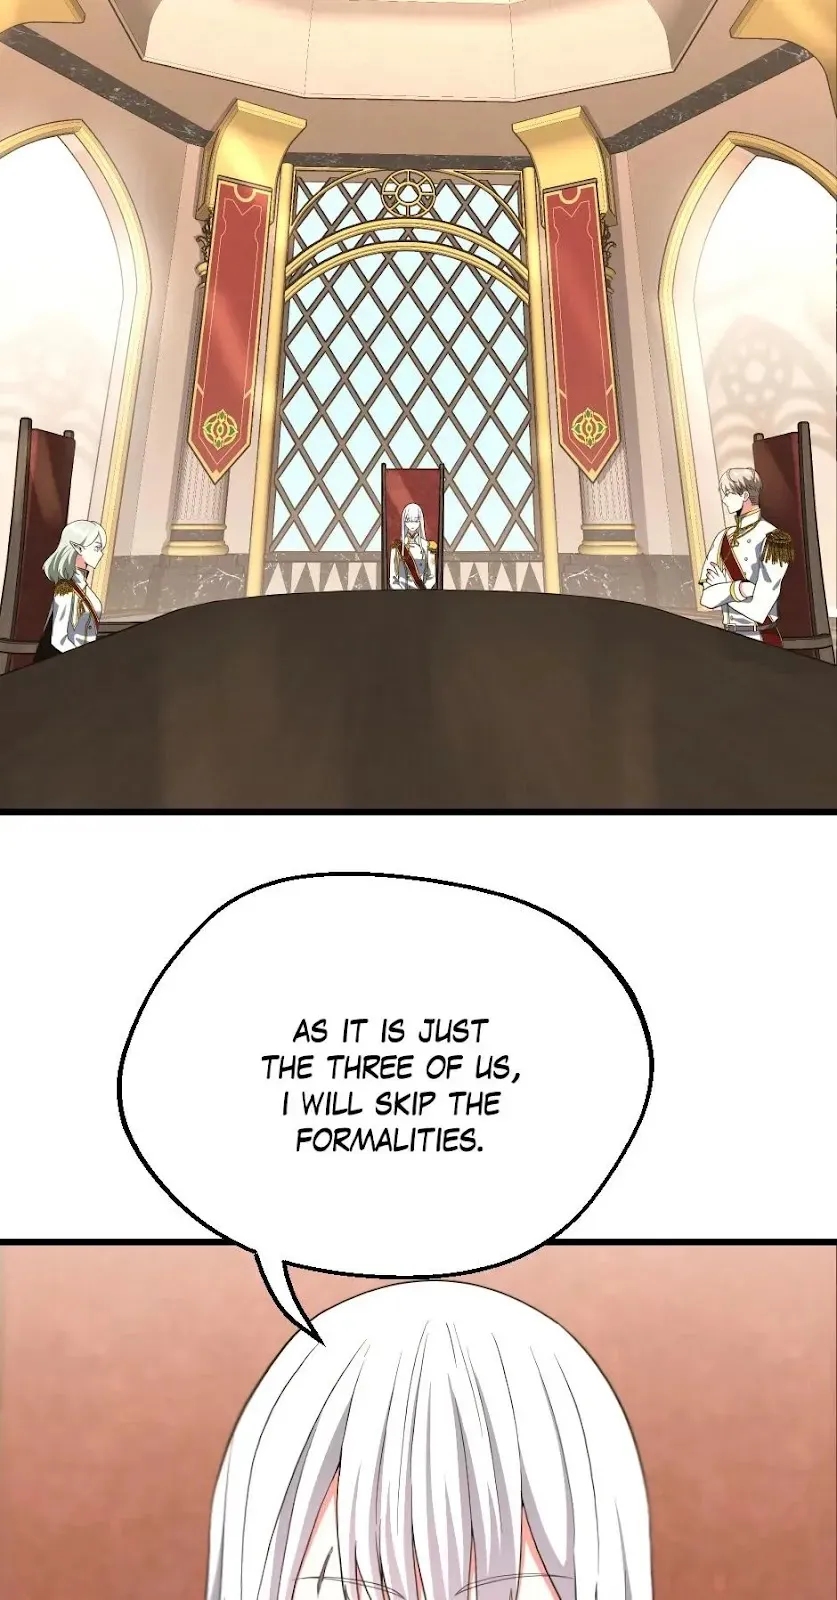 AS IT IS JUST
THE THREE OF US,
I WILL SKIP THE
FORMALITIES.